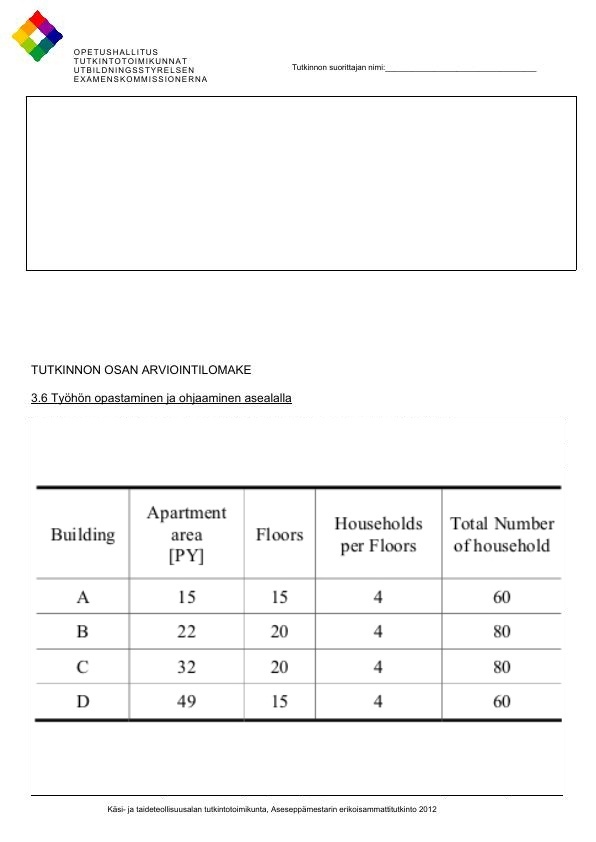 OPETUSHALLITUS
TUTKINTOTOIMIKUNNAT
UTBILDNINGSSTYRELSEN
EXAMENSKOMMISSIONERNA
Tutkinnon suorittajan nimi:__________________________________
TUTKINNON OSAN ARVIOINTILOMAKE
3.6 Työhön opastaminen ja ohjaaminen asealalla
Building Apartment area [PY] Floors Households per Floors Total Number of household
A 15 15 4 60
B 22 20 4 80
C 32 20 4 80
D 49 15 4 60
Käsi- ja taideteollisuusalan tutkintotoimikunta, Aseseppämestarin erikoisammattitutkinto 2012